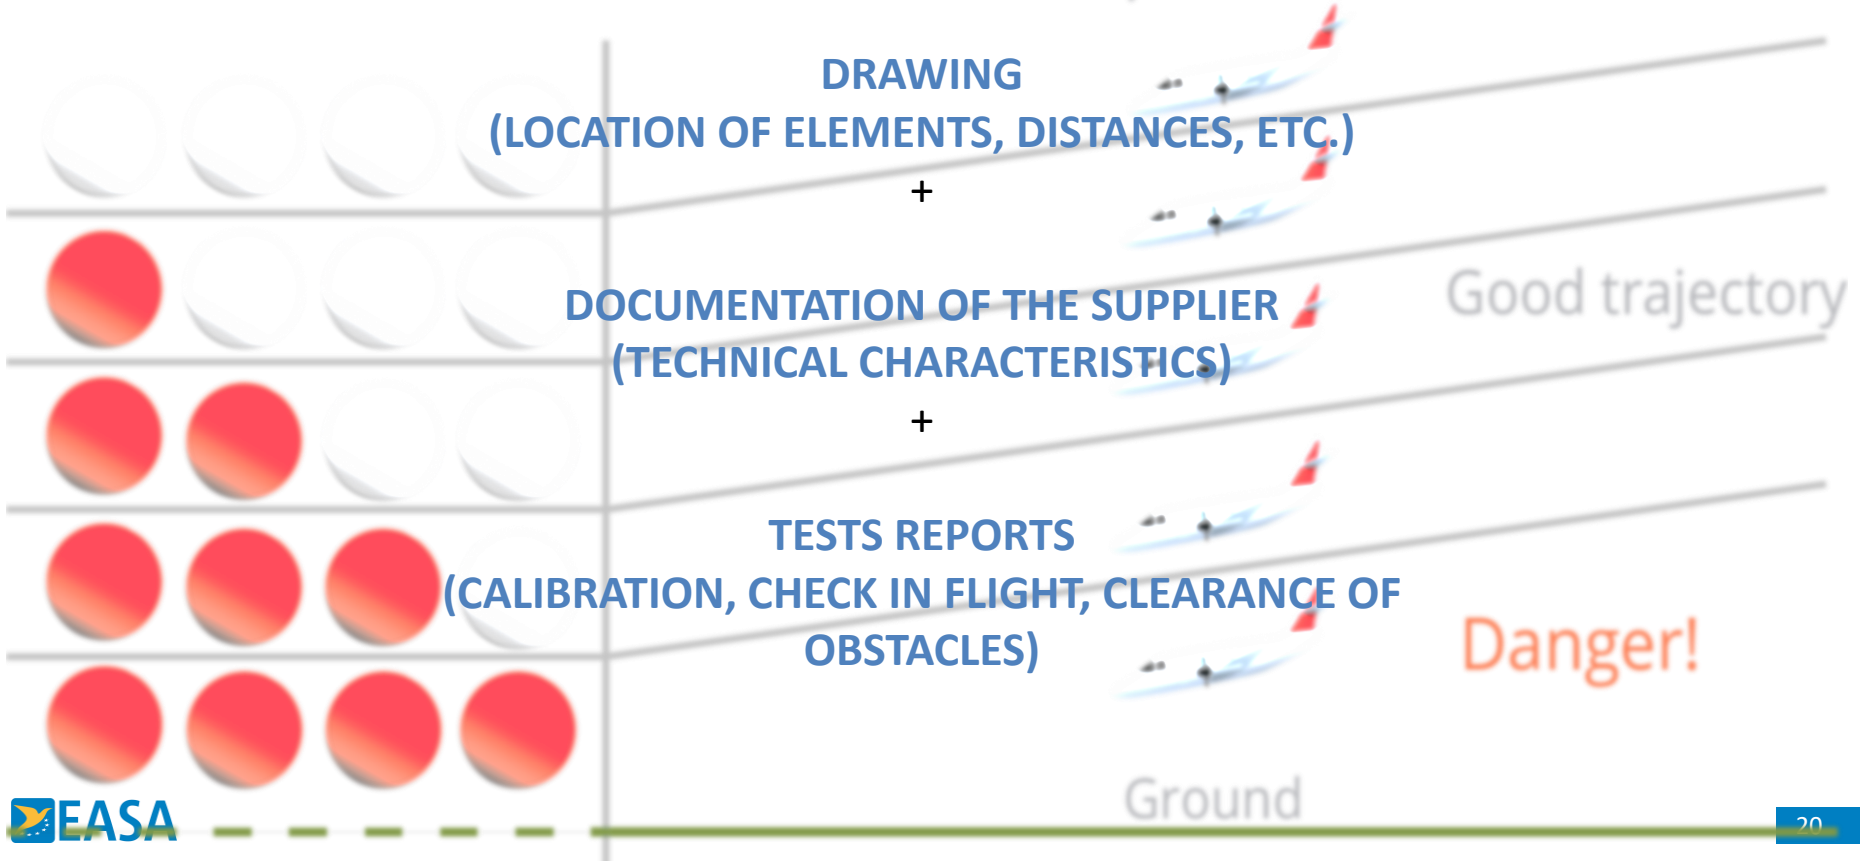 DRAWING
(LOCATION OF ELEMENTS, DISTANCES, ETC.)
+
DOCUMENTATION OF THE SUPPLIER
(TECHNICAL CHARACTERISTICS)
+
TESTS REPORTS
(CALIBRATION, CHECK IN FLIGHT, CLEARANCE OF
OBSTACLES)
Good trajectory
Danger!
Ground
EASA
20